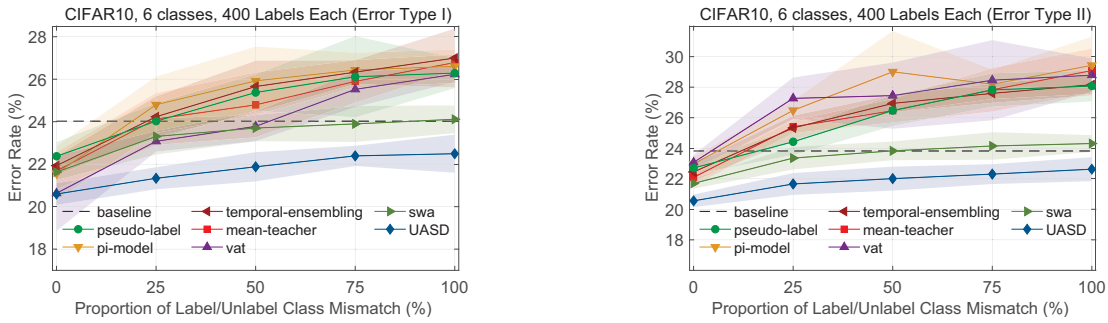 CIFAR10, 6 classes, 400 Labels Each (Error Type I)
Error Rate (%)
28
26
24
22
20
18
baseline
pseudo-label
pi-model
temporal-ensembling
mean-teacher
vat
swa
UASD
0
25
50
75
100
Proportion of Label/Unlabel Class Mismatch (%)
CIFAR10, 6 classes, 400 Labels Each (Error Type II)
Error Rate (%)
30
28
26
24
22
20
18
baseline
pseudo-label
pi-model
temporal-ensembling
mean-teacher
vat
swa
UASD
0
25
50
75
100
Proportion of Label/Unlabel Class Mismatch (%)